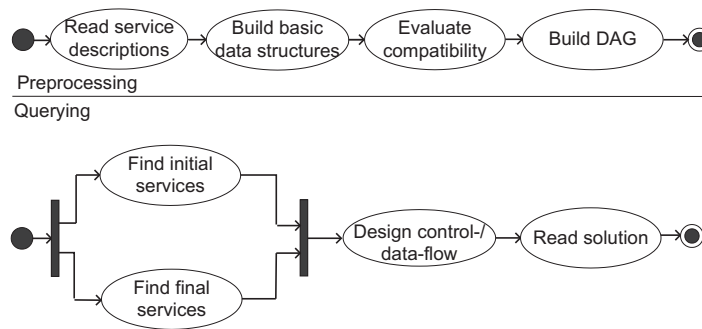 Read service
descriptions
Build basic
data structures
Evaluate
compatibility
Build DAG
Preprocessing
Querying
Find initial
services
Find final
services
Design control-/
data-flow
Read solution